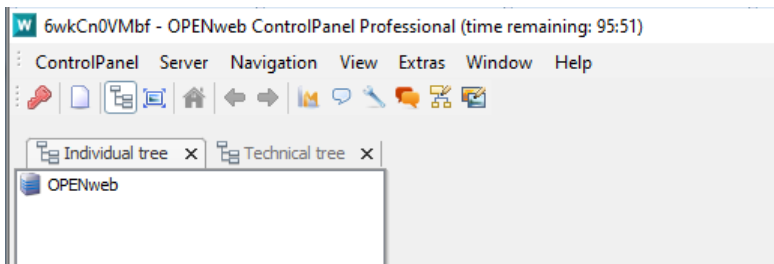 W 6wkCn0VMbf - OPENweb ControlPanel Professional (time remaining: 95:51)
ControlPanel Server Navigation View Extras Window Help
Individual tree x Technical tree x
OPENweb